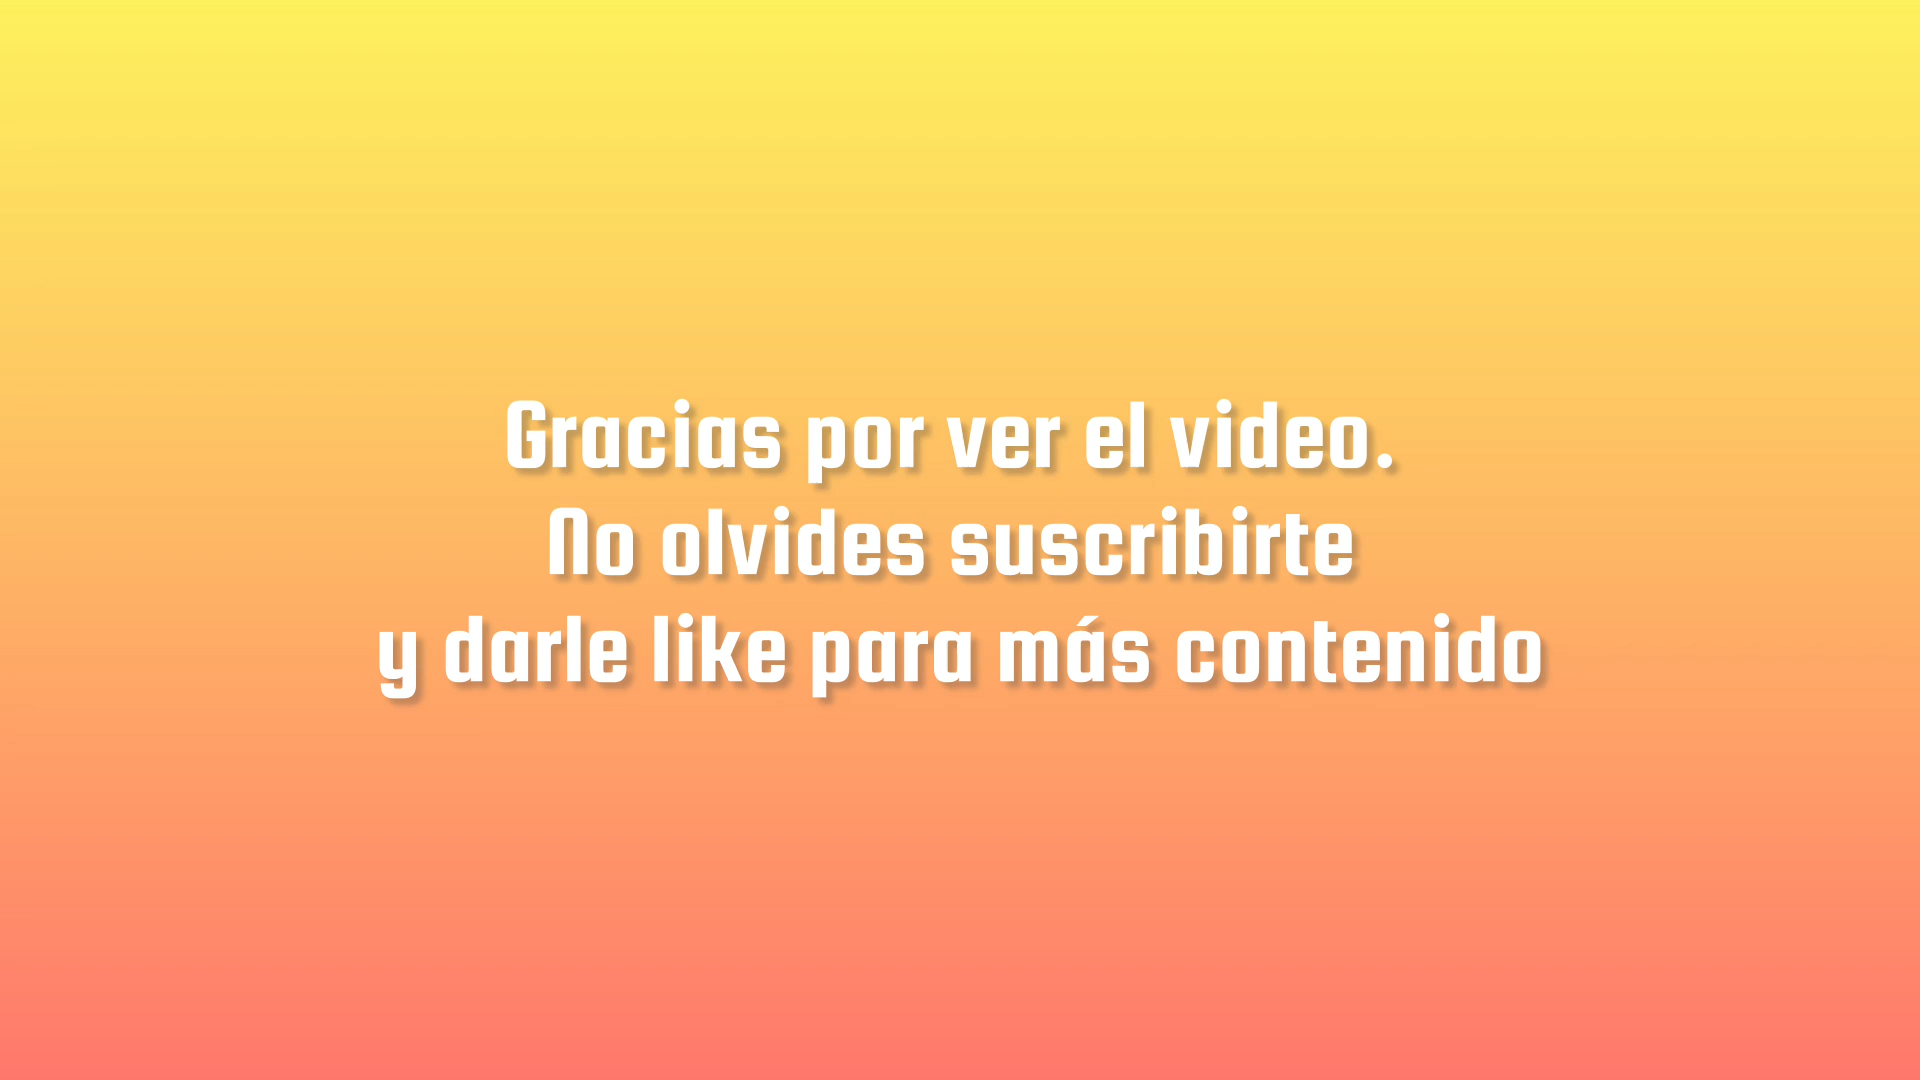 Gracias por ver el video.
No olvides suscribirte
y darle like para más contenido